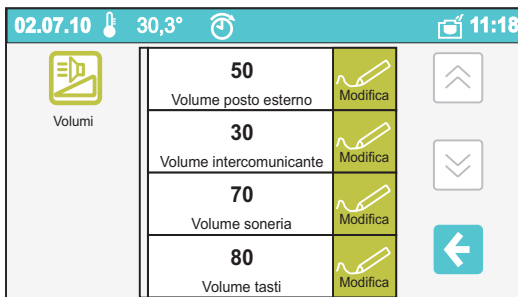 02.07.10 30,3° 11:18
Volumi
50
Volume posto esterno
Modifica
30
Volume intercomunicante
Modifica
70
Volume soneria
Modifica
80
Volume tasti
Modifica